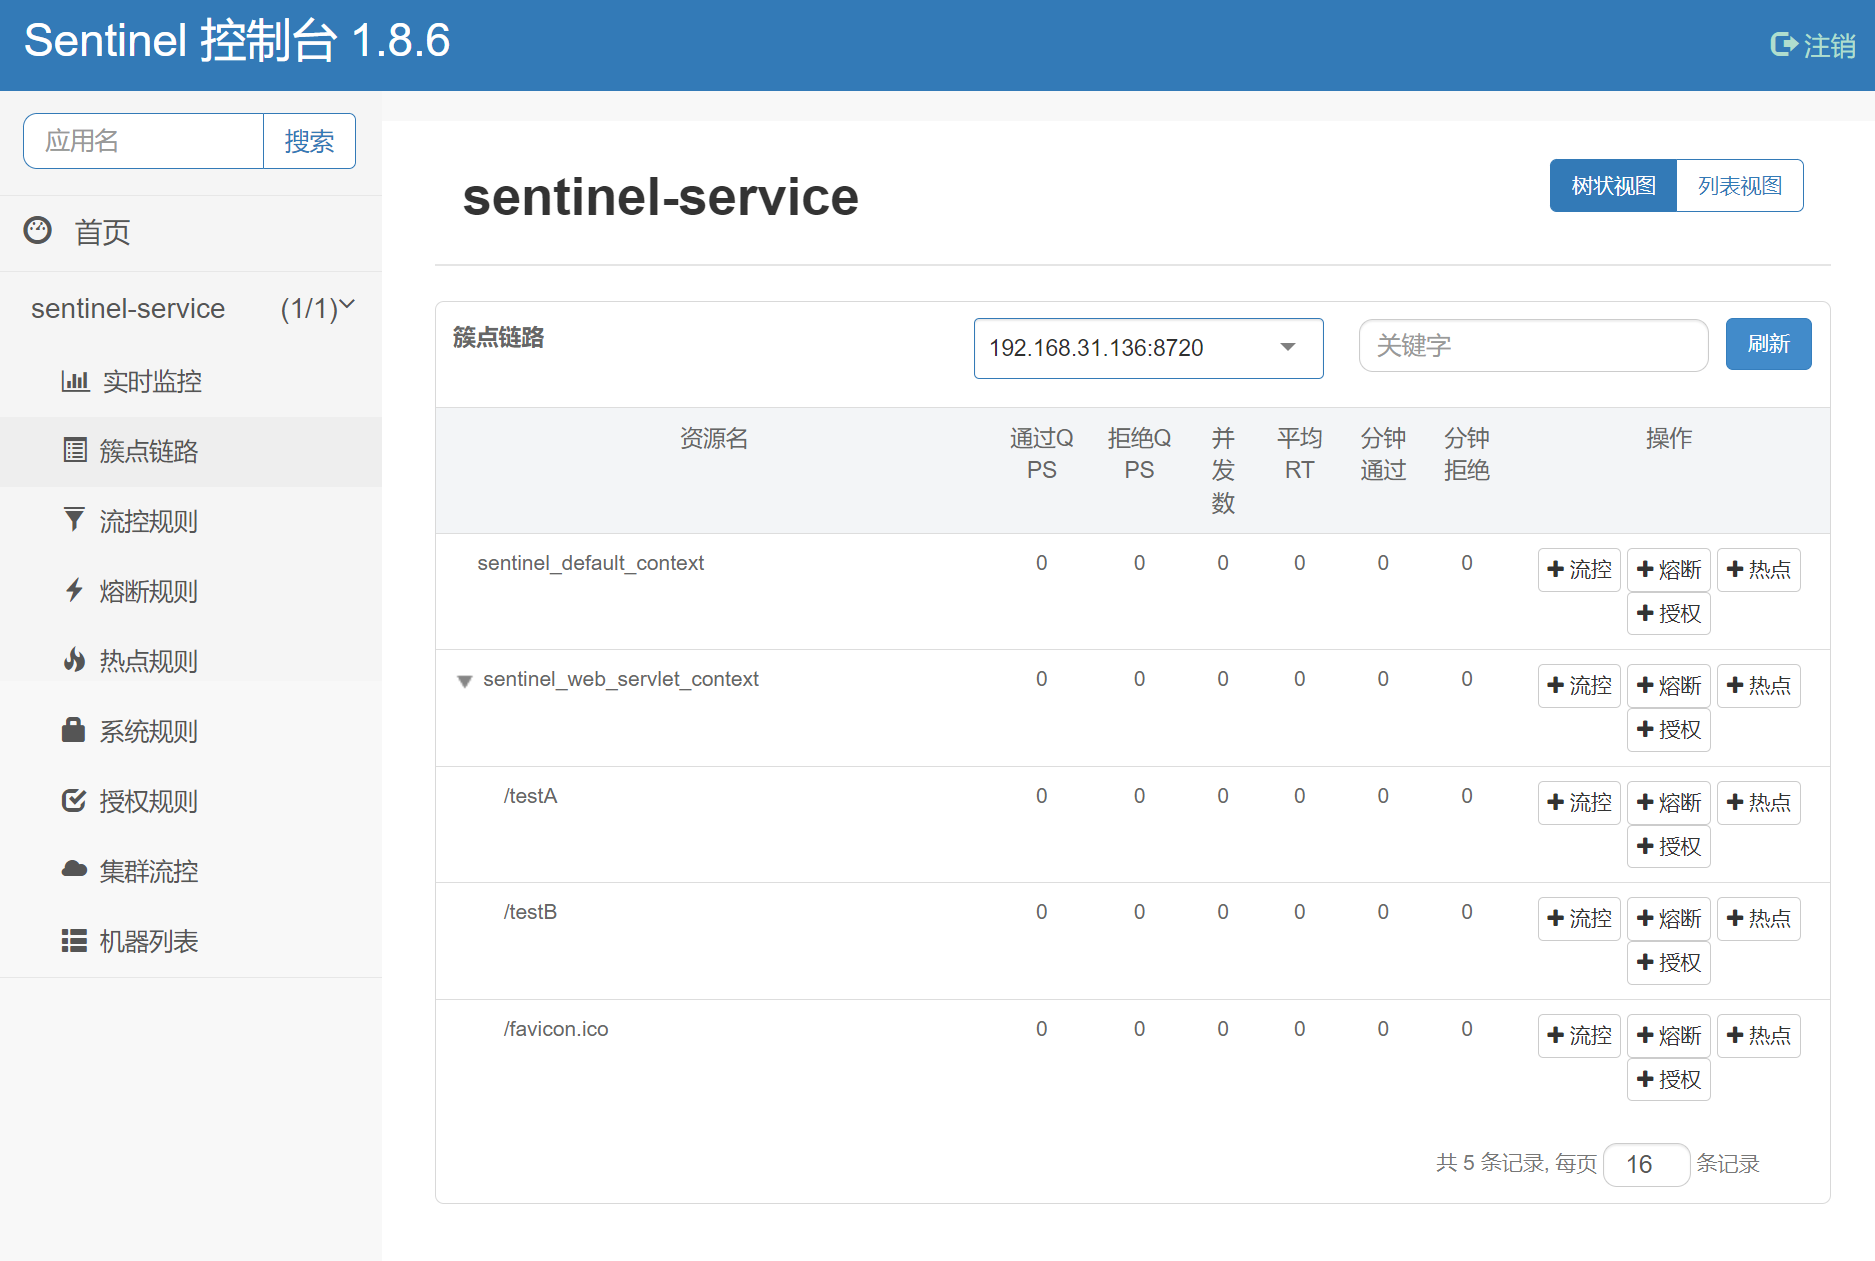 Sentinel 控制台 1.8.6
注销
应用名 搜索
首页
sentinel-service (1/1)
实时监控
簇点链路
流控规则
熔断规则
热点规则
系统规则
授权规则
集群流控
机器列表
sentinel-service
树状视图 列表视图
簇点链路 192.168.31.136:8720 关键字 刷新
资源名 通过QPS 拒绝QPS 并发数 平均RT 分钟通过 分钟拒绝 操作
sentinel_default_context 0 0 0 0 0 0 流控 熔断 热点
授权
sentinel_web_servlet_context 0 0 0 0 0 0 流控 熔断 热点
授权
/testA 0 0 0 0 0 0 流控 熔断 热点
授权
/testB 0 0 0 0 0 0 流控 熔断 热点
授权
/favicon.ico 0 0 0 0 0 0 流控 熔断 热点
授权
共 5 条记录, 每页 16 条记录